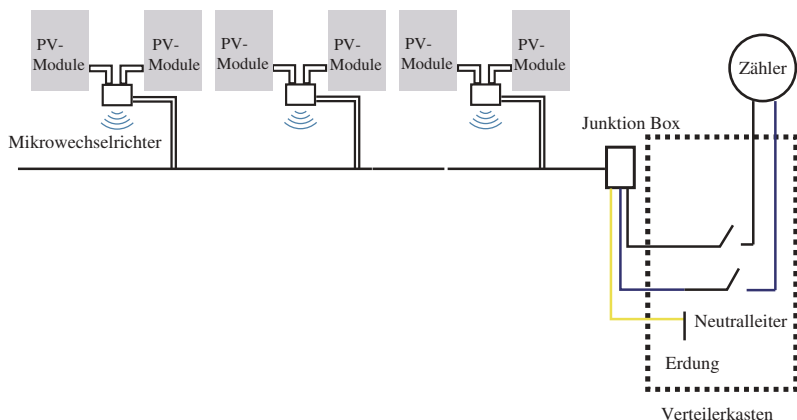 PV-
Module
PV-
Module
PV-
Module
PV-
Module
PV-
Module
PV-
Module
Zähler
Mikrowechselrichter
Junktion Box
Neutralleiter
Erdung
Verteilerkasten